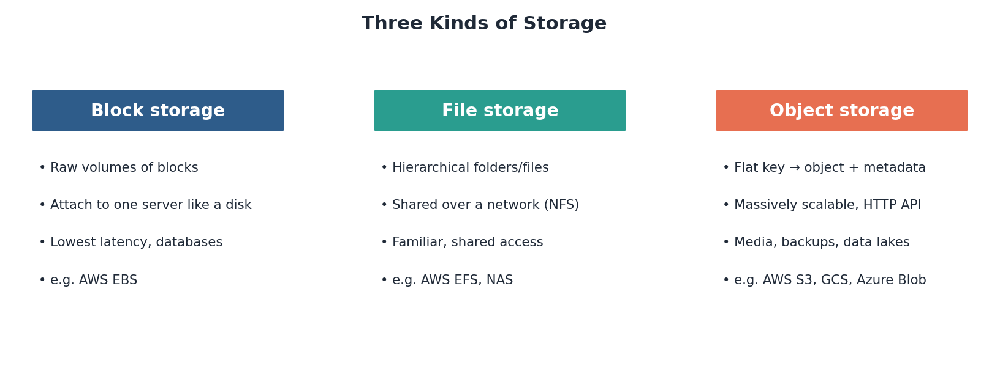 Three Kinds of Storage
Block storage
• Raw volumes of blocks
• Attach to one server like a disk
• Lowest latency, databases
• e.g. AWS EBS
File storage
• Hierarchical folders/files
• Shared over a network (NFS)
• Familiar, shared access
• e.g. AWS EFS, NAS
Object storage
• Flat key → object + metadata
• Massively scalable, HTTP API
• Media, backups, data lakes
• e.g. AWS S3, GCS, Azure Blob